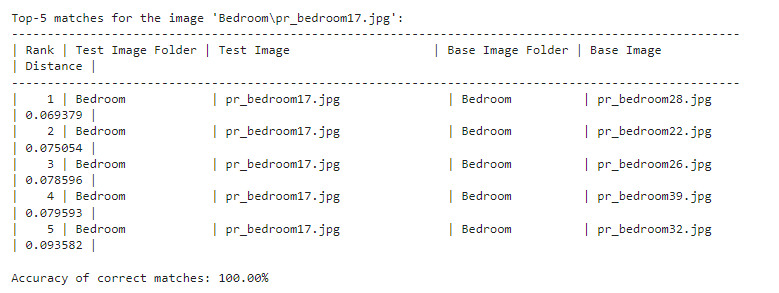 Top-5 matches for the image 'Bedroom\pr_bedroom17.jpg':
-----------------------------------------------------------------------------------------------------
| Rank | Test Image Folder | Test Image                    | Base Image Folder | Base Image
| Distance |
-----------------------------------------------------------------------------------------------------
|    1 | Bedroom            | pr_bedroom17.jpg               | Bedroom          | pr_bedroom28.jpg
| 0.069379 |
|    2 | Bedroom            | pr_bedroom17.jpg               | Bedroom          | pr_bedroom22.jpg
| 0.075054 |
|    3 | Bedroom            | pr_bedroom17.jpg               | Bedroom          | pr_bedroom26.jpg
| 0.078596 |
|    4 | Bedroom            | pr_bedroom17.jpg               | Bedroom          | pr_bedroom39.jpg
| 0.079593 |
|    5 | Bedroom            | pr_bedroom17.jpg               | Bedroom          | pr_bedroom32.jpg
| 0.093582 |
Accuracy of correct matches: 100.00%